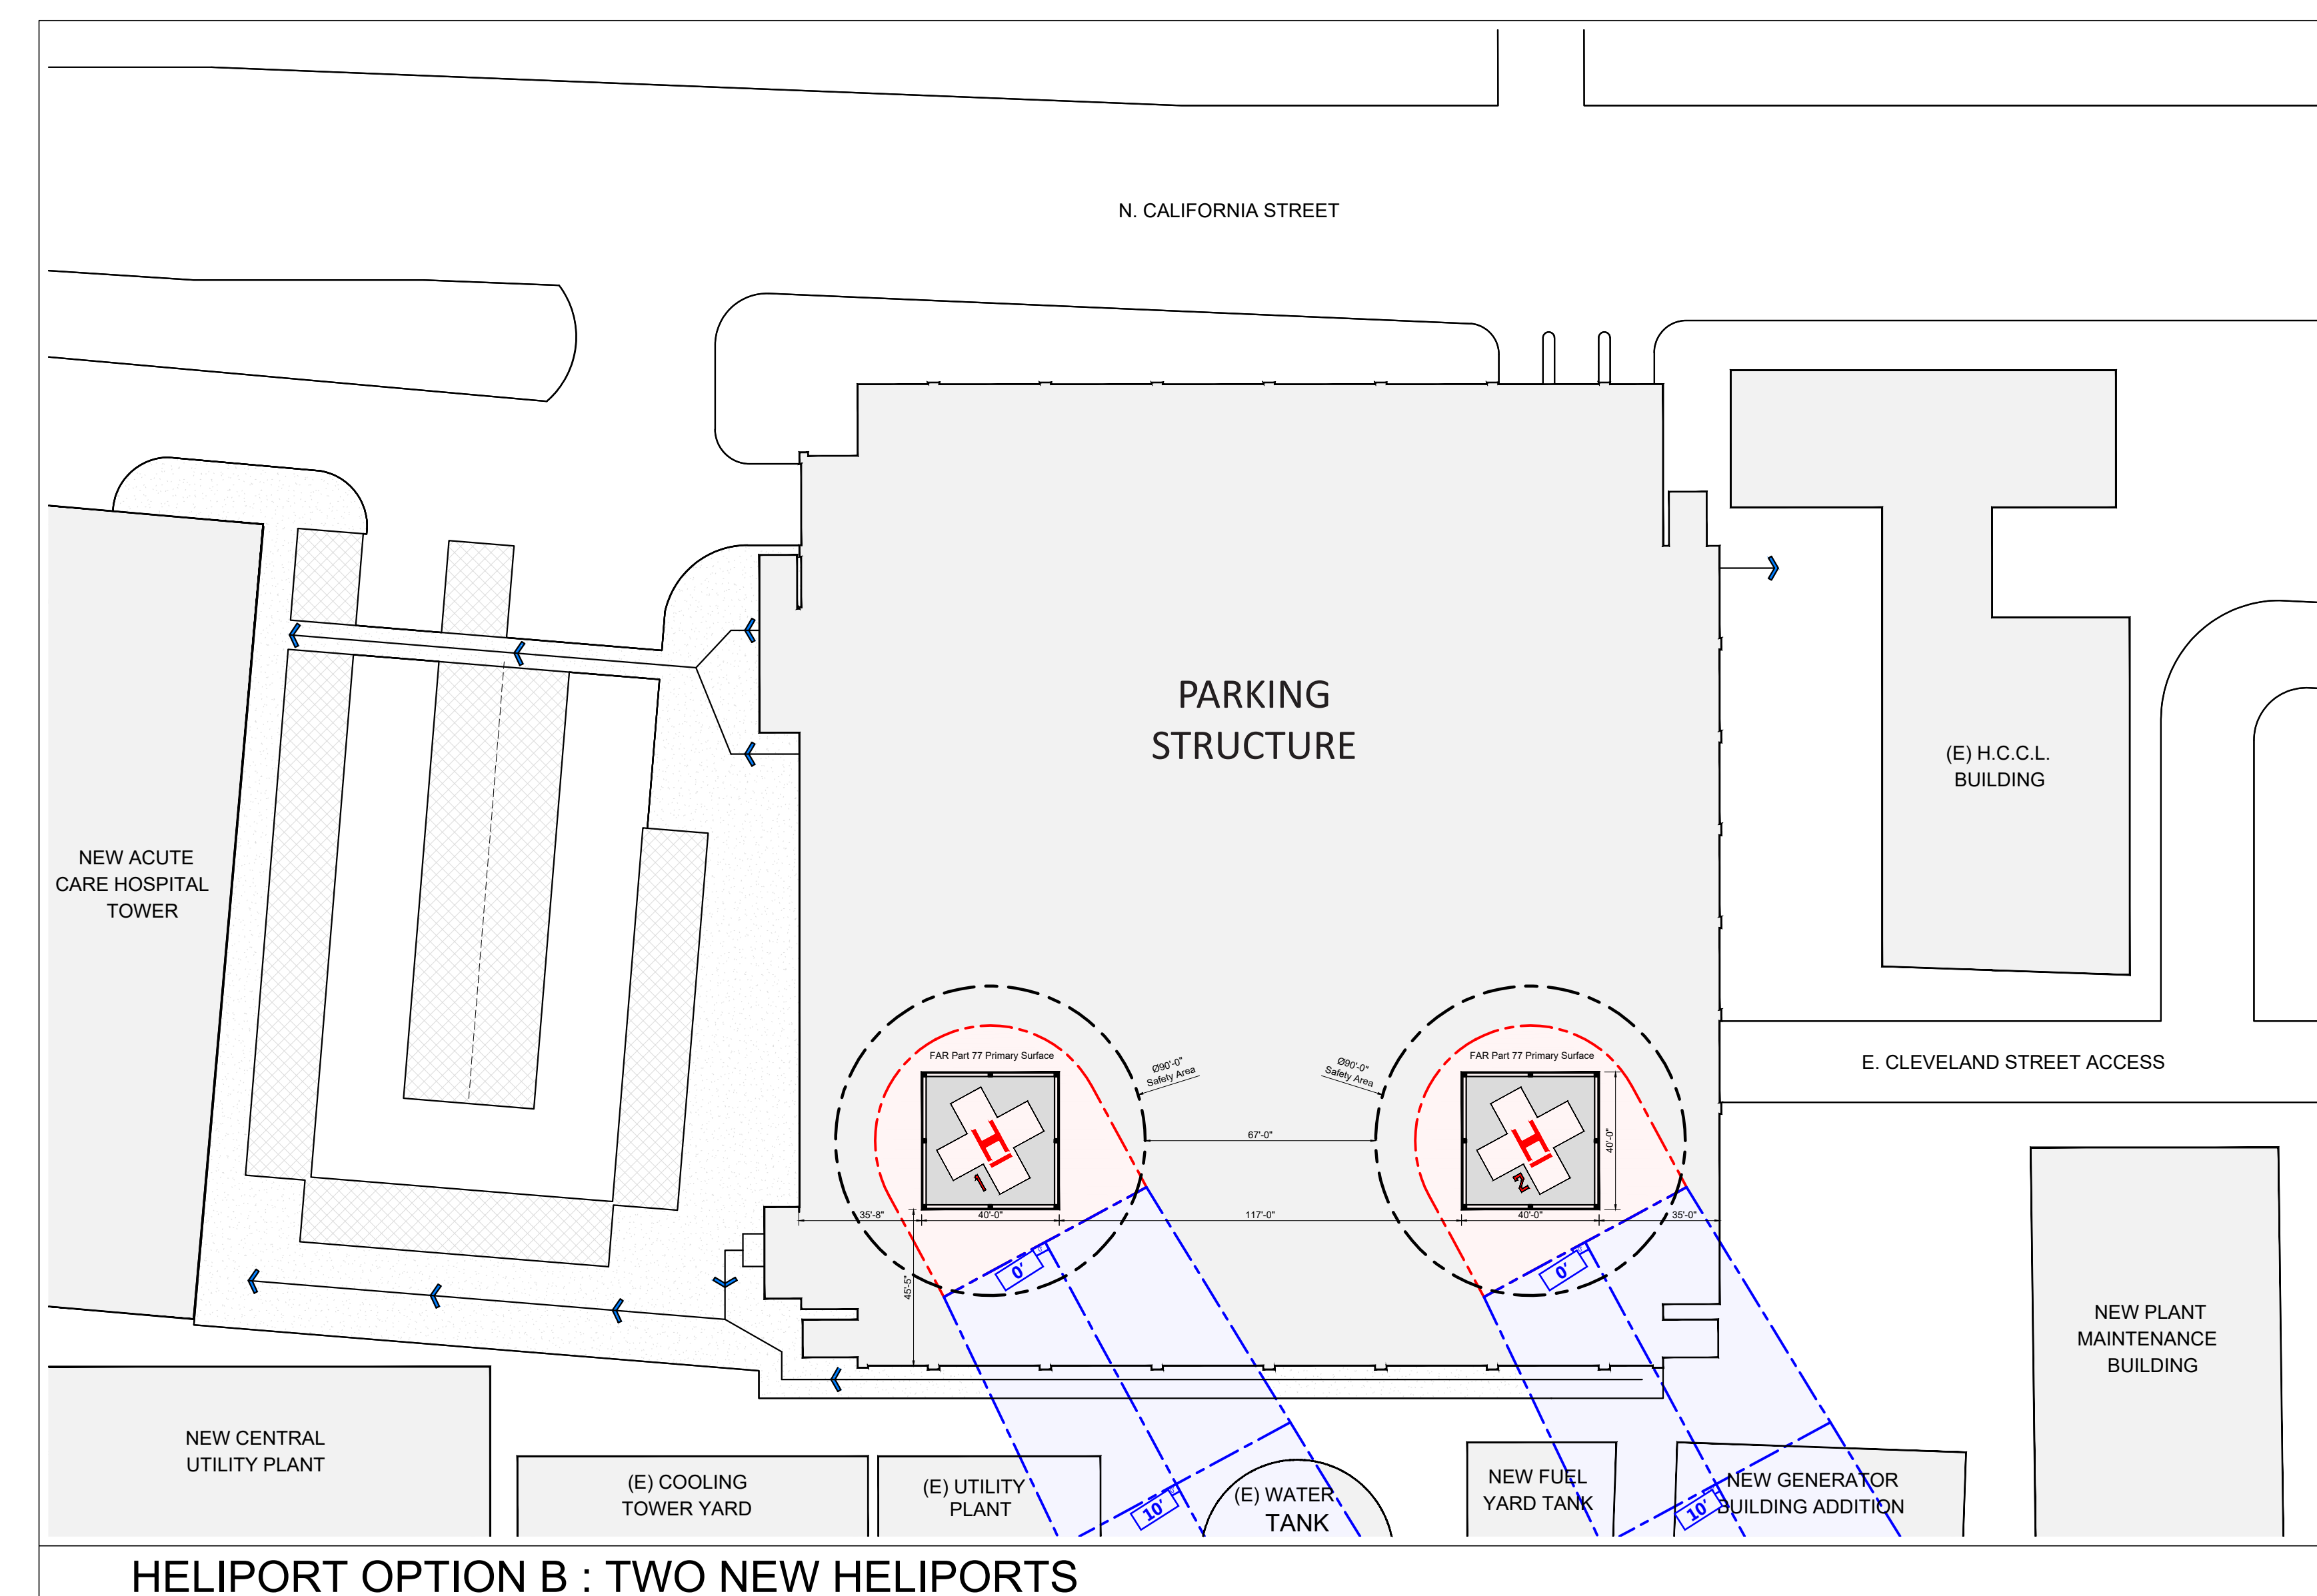 N. CALIFORNIA STREET
PARKING
STRUCTURE
(E) H.C.C.L.
BUILDING
NEW ACUTE
CARE HOSPITAL
TOWER
FAR Part 77 Primary Surface
Ø90'-0"
Safety Area
Ø90'-0"
Safety Area
FAR Part 77 Primary Surface
E. CLEVELAND STREET ACCESS
H
1
67'-0"
H
2
40'-0"
35'-8"
40'-0"
117'-0"
40'-0"
35'-0"
45'-5"
0'
0'
NEW PLANT
MAINTENANCE
BUILDING
NEW CENTRAL
UTILITY PLANT
(E) COOLING
TOWER YARD
(E) UTILITY
PLANT
10'
(E) WATER
TANK
NEW FUEL
YARD TANK
10'
NEW GENERATOR
BUILDING ADDITION
HELIPORT OPTION B : TWO NEW HELIPORTS